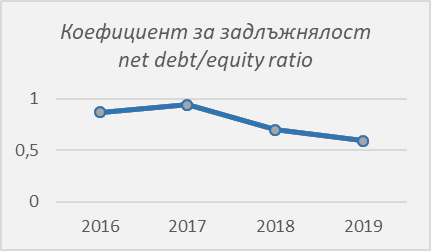 Коефициент за задлъжнялост
net debt/equity ratio
1
0,5
0
2016 2017 2018 2019